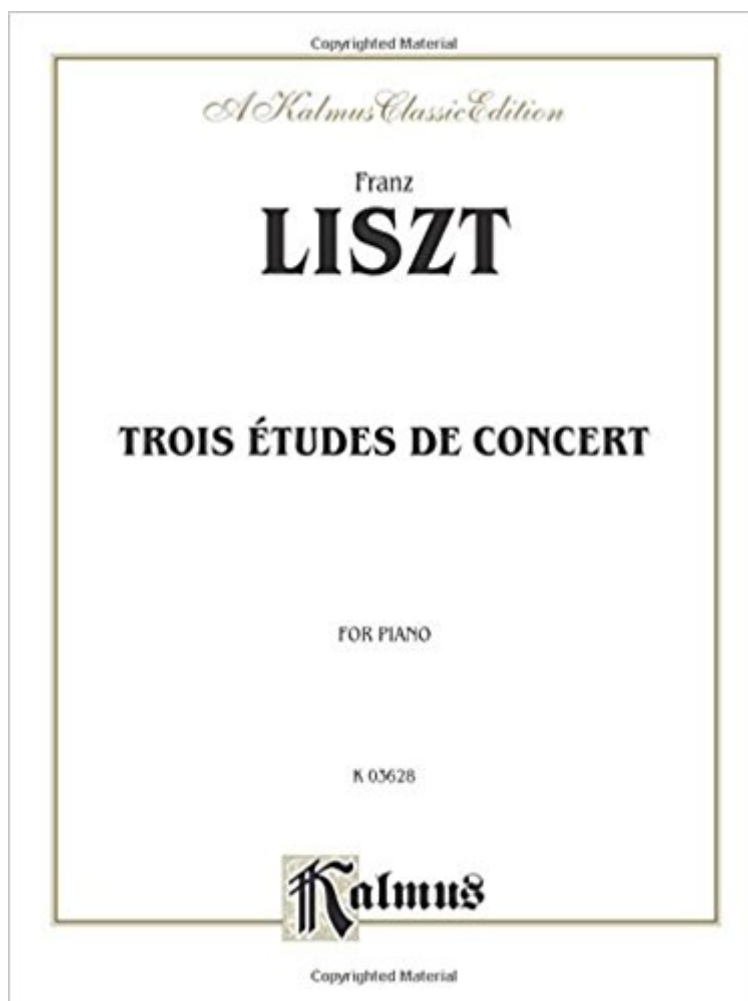 Copyrighted Material
A Kalmus Classic Edition
Franz
LISZT
TROIS ÉTUDES DE CONCERT
FOR PIANO
K 03628
Kalmus
Copyrighted Material